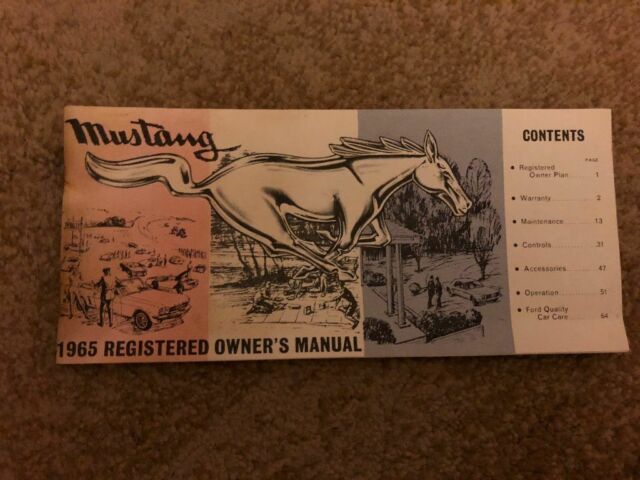 Mustang
1965 REGISTERED OWNER'S MANUAL
CONTENTS
PAGE
• Registered
Owner Plan.....1
• Warranty.....2
• Maintenance.....13
• Controls.....31
• Accessories.....47
• Operation.....51
• Ford Quality
Car Care.....54